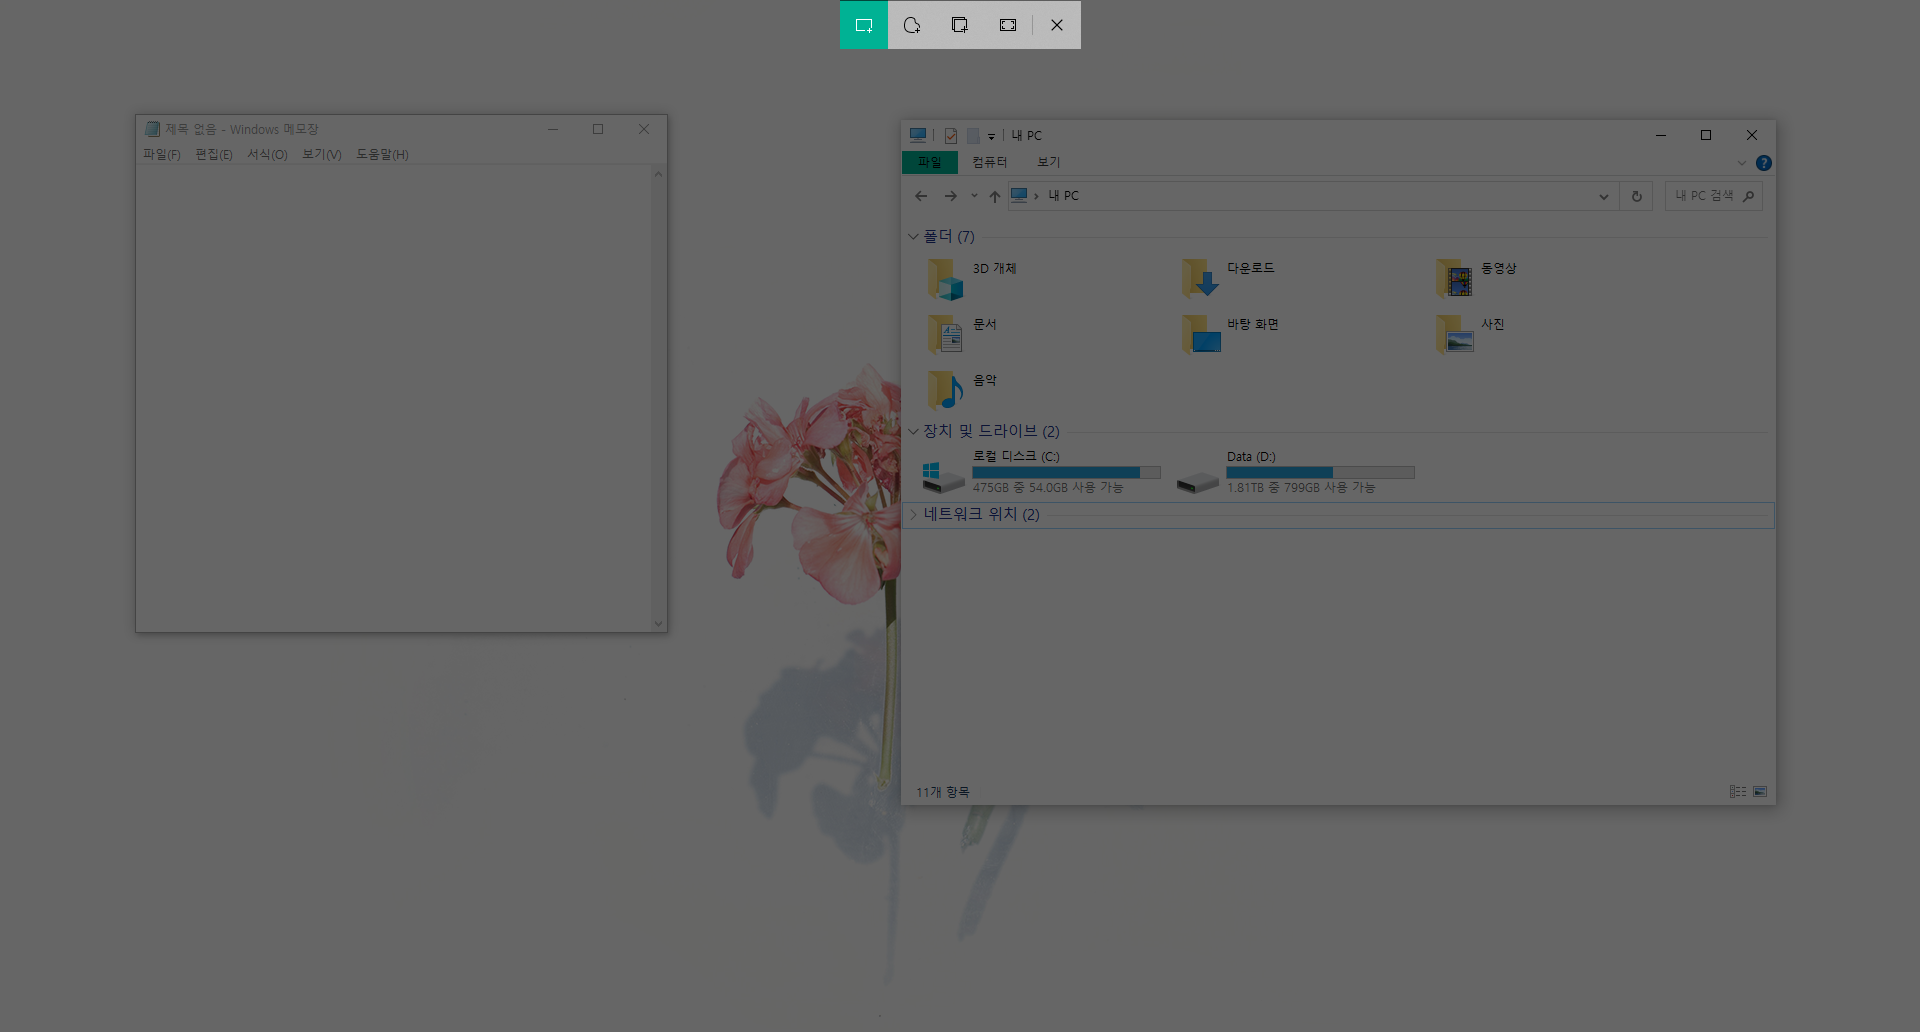 제목 없음 - Windows 메모장
파일(F) 편집(E) 서식(O) 보기(V) 도움말(H)
내 PC
파일 컴퓨터 보기
내 PC
내 PC 검색
폴더 (7)
3D 개체
다운로드
동영상
문서
바탕 화면
사진
음악
장치 및 드라이브 (2)
로컬 디스크 (C:)
475GB 중 54.0GB 사용 가능
Data (D:)
1.81TB 중 799GB 사용 가능
네트워크 위치 (2)
11개 항목